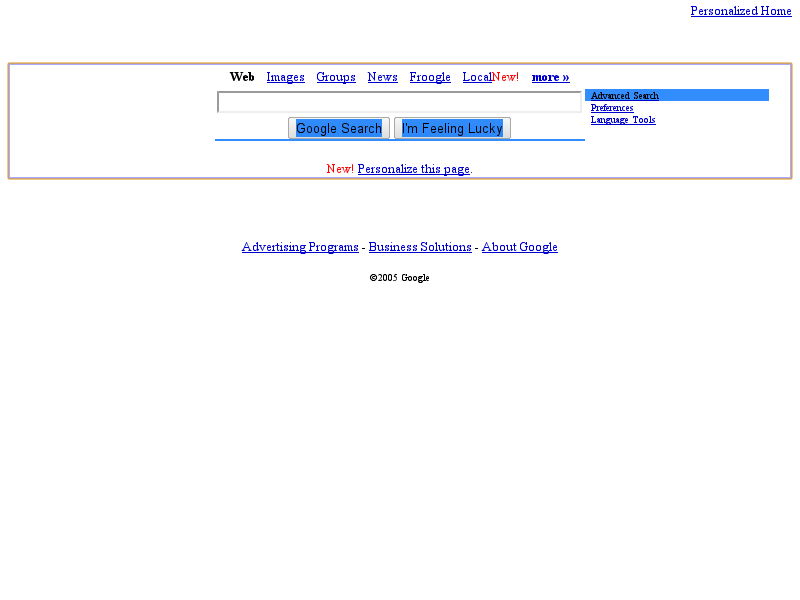 Personalized Home
Web Images Groups News Froogle LocalNew! more »
Advanced Search
Preferences
Language Tools
Google Search I'm Feeling Lucky
New! Personalize this page.
Advertising Programs - Business Solutions - About Google
©2005 Google